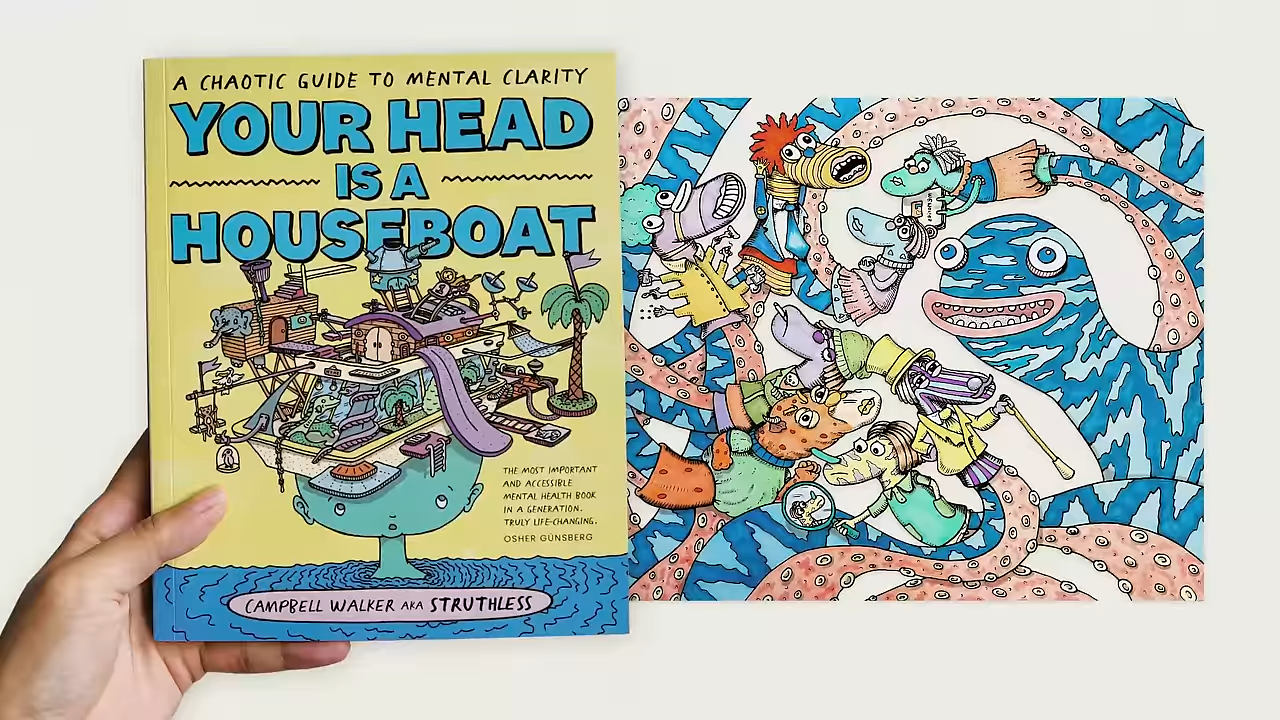 A CHAOTIC GUIDE TO MENTAL CLARITY
YOUR HEAD
IS A
HOUSEBOAT
THE MOST IMPORTANT
AND ACCESSIBLE
MENTAL HEALTH BOOK
IN A GENERATION.
TRULY LIFE-CHANGING.
OSHER GÜNSBERG
CAMPBELL WALKER AKA STRUTHLESS